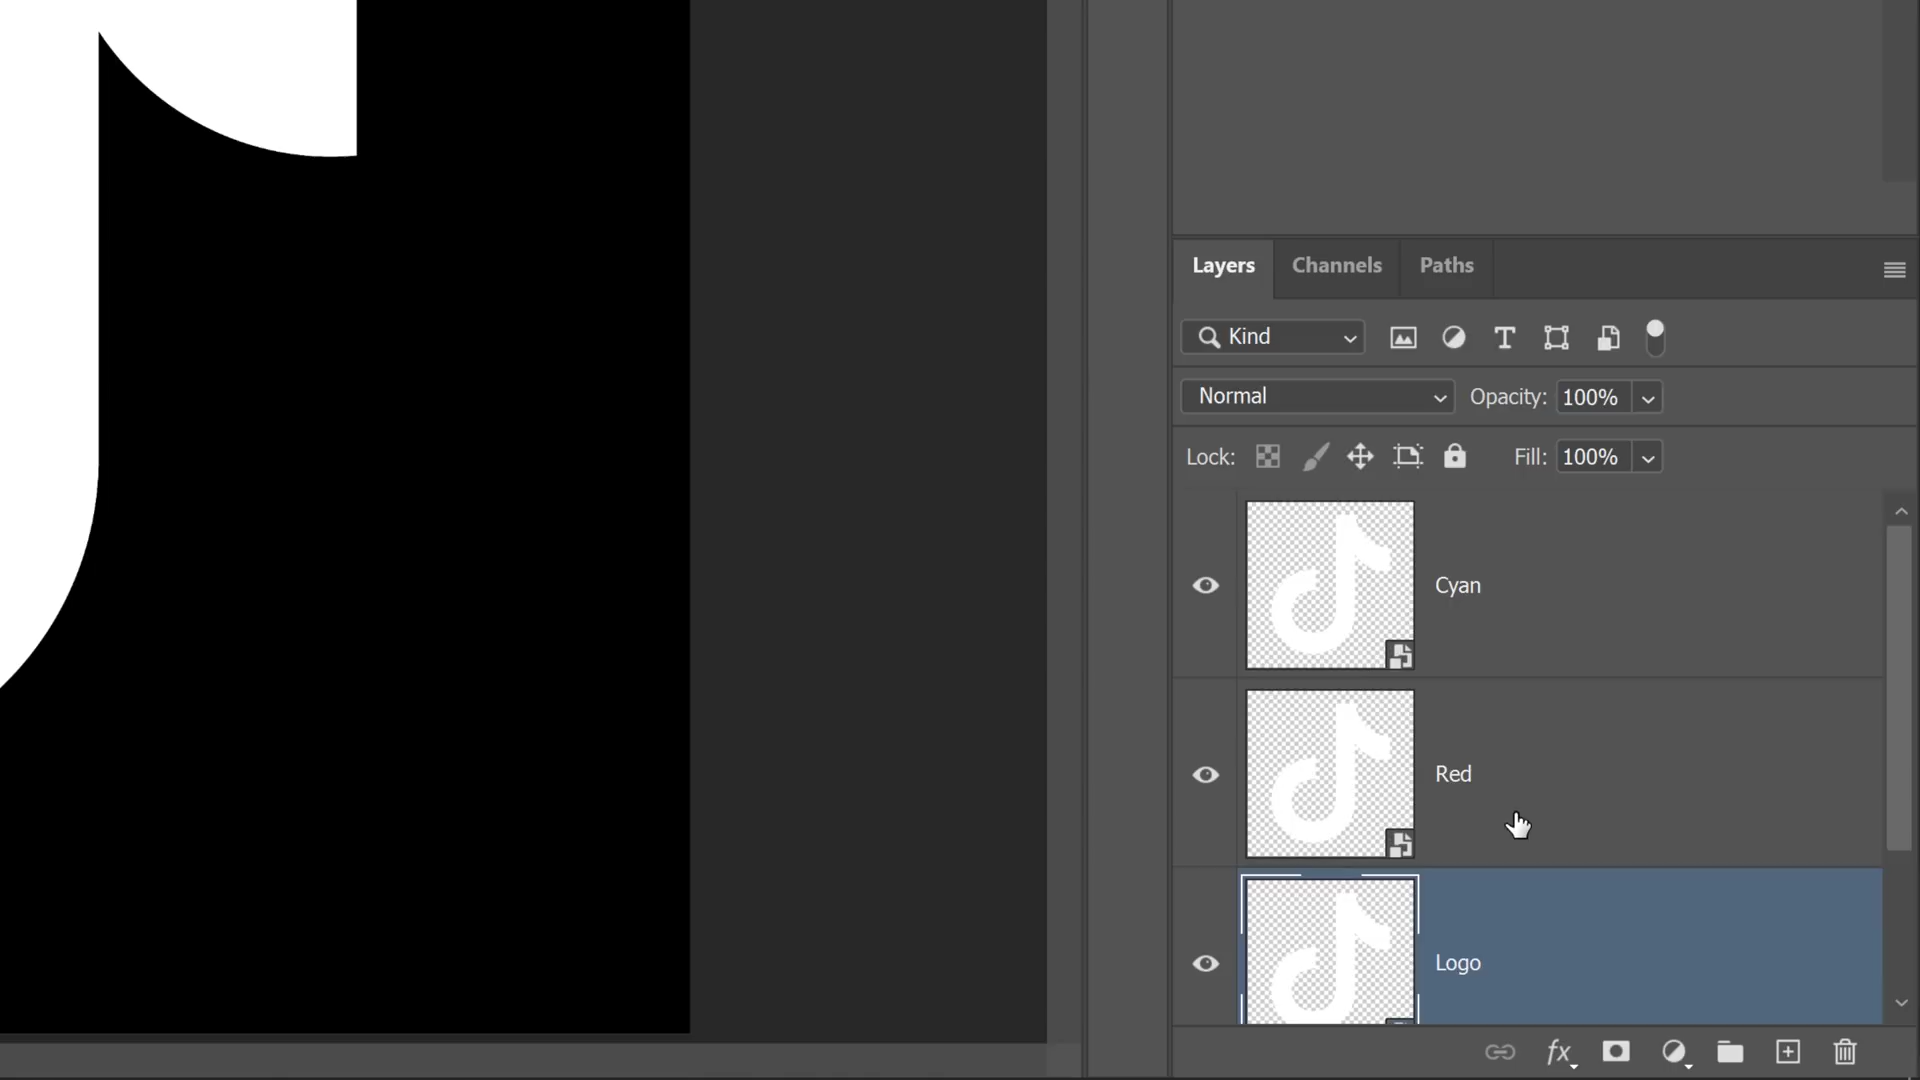 Layers Channels Paths
Kind
Normal Opacity: 100%
Lock: Fill: 100%
Cyan
Red
Logo
fx